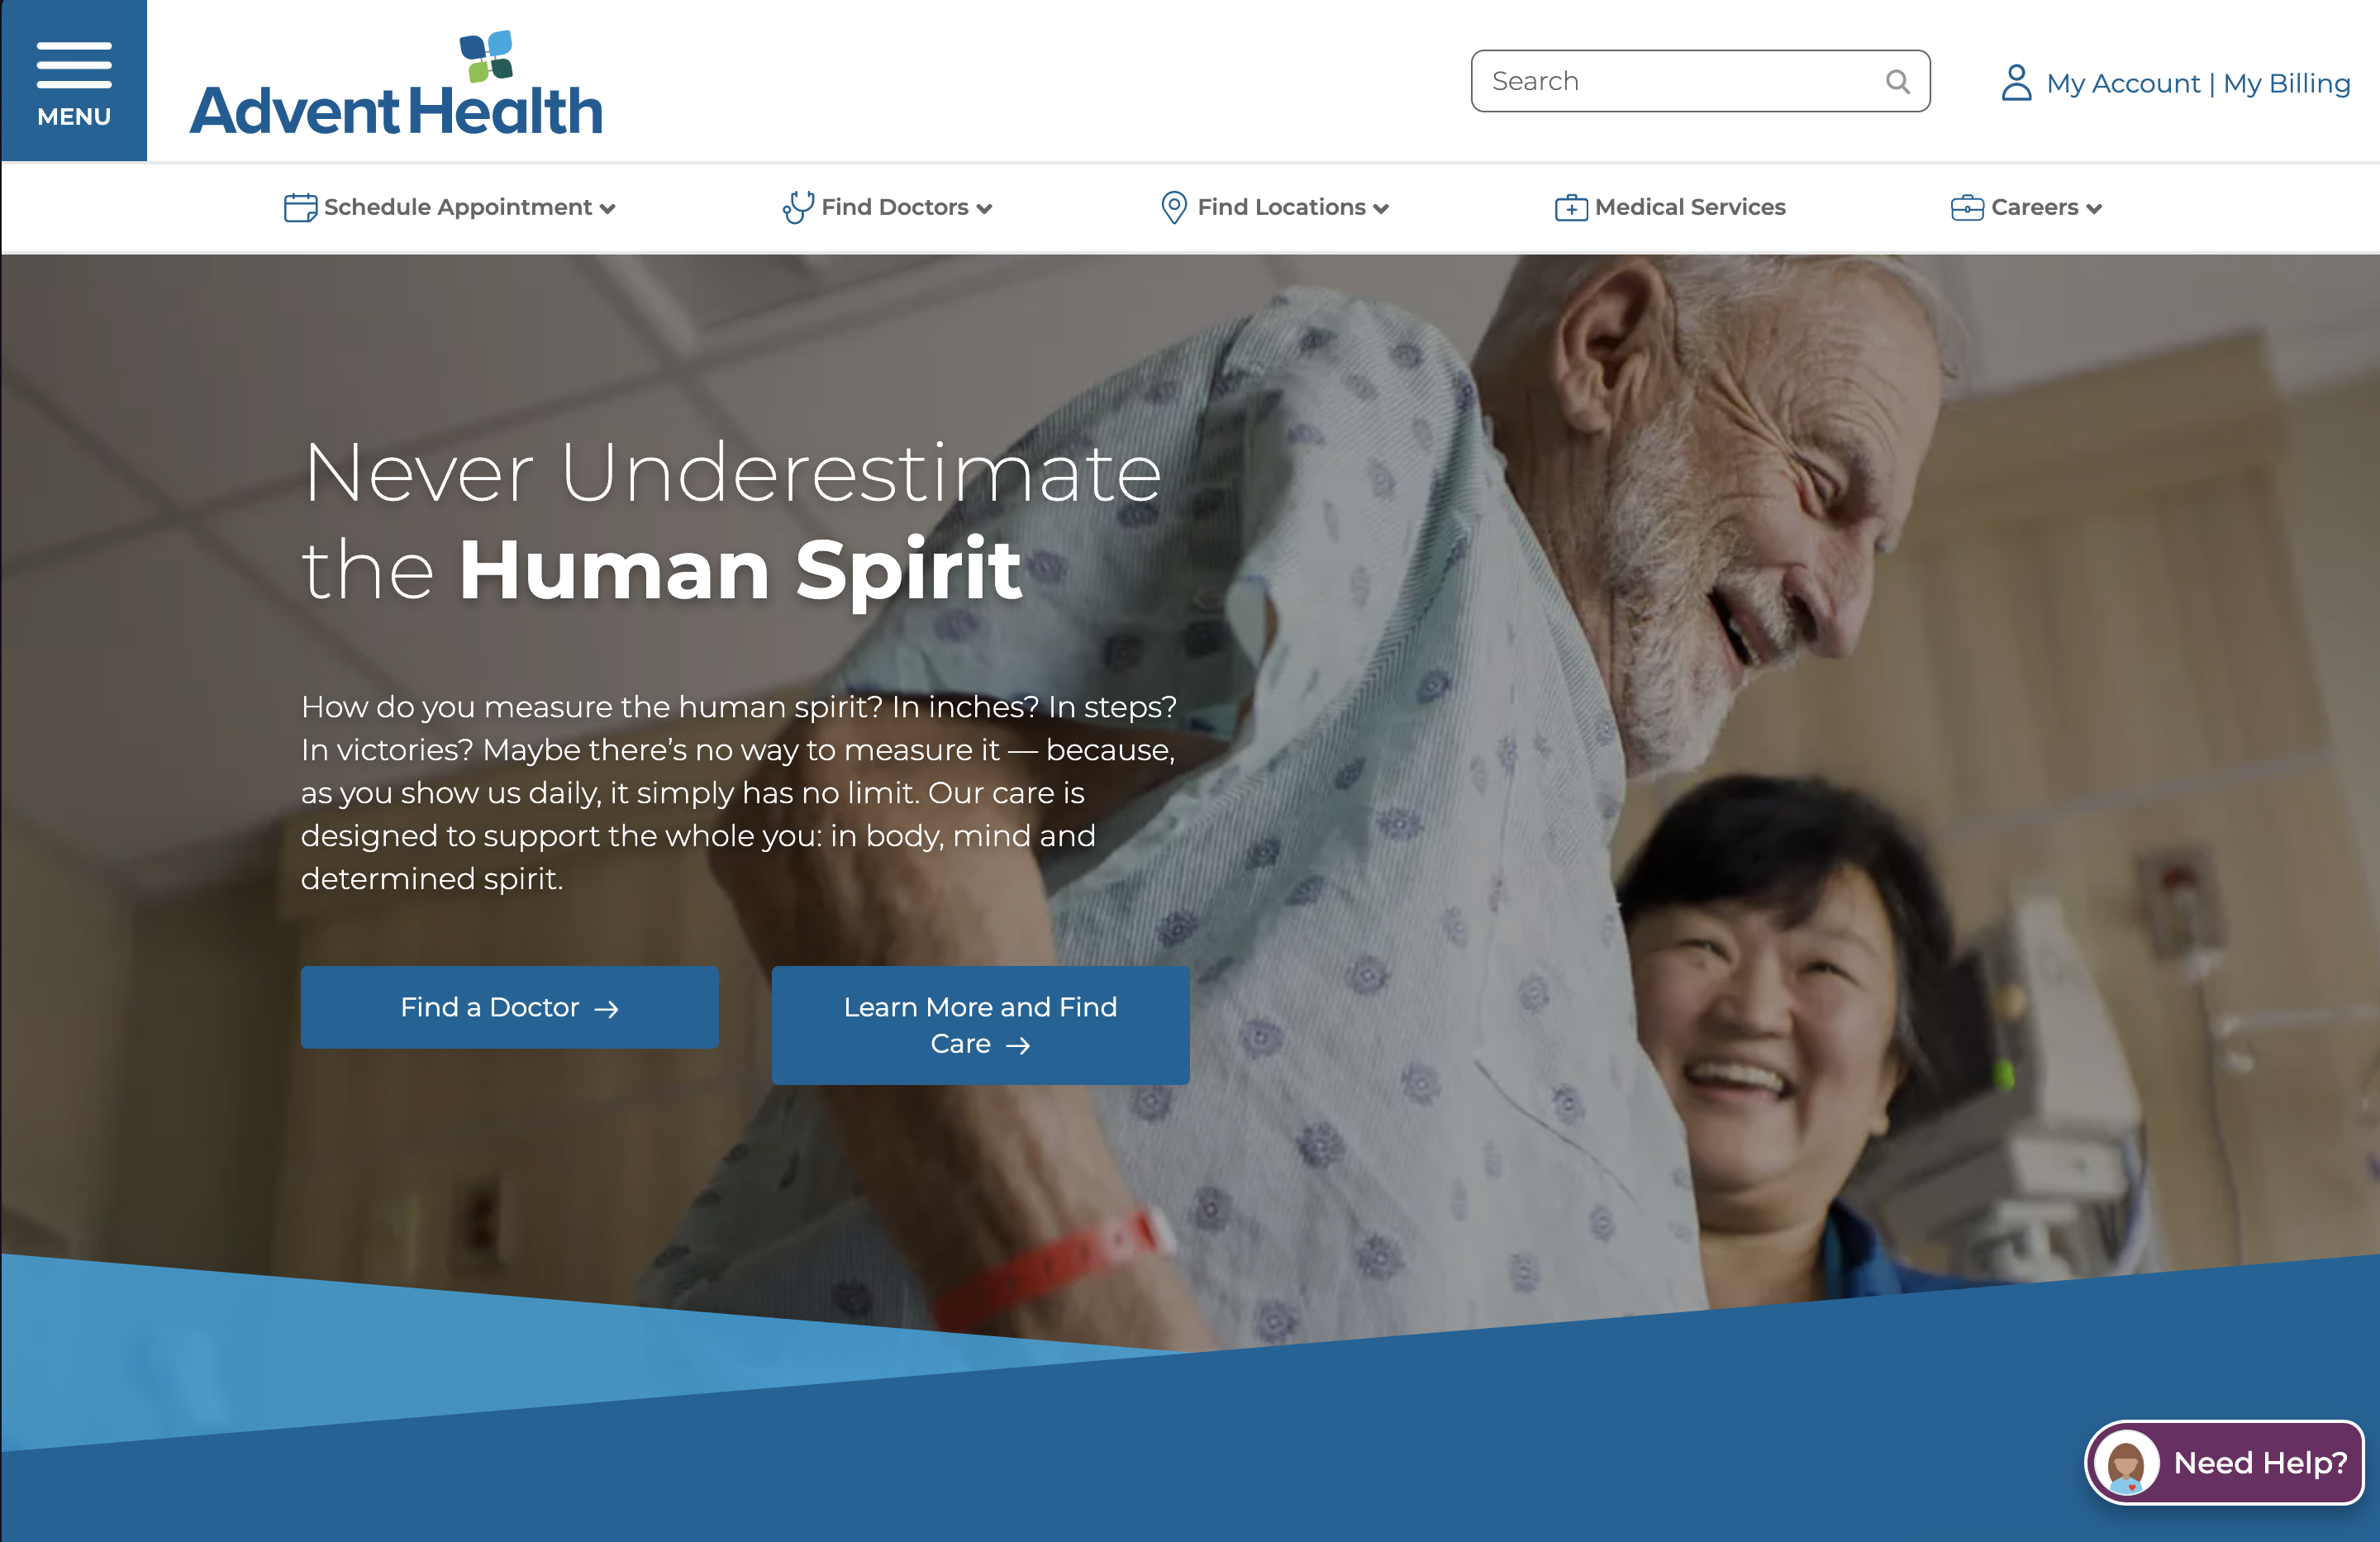 MENU
AdventHealth
Search
My Account | My Billing
Schedule Appointment
Find Doctors
Find Locations
Medical Services
Careers
Never Underestimate
the Human Spirit
How do you measure the human spirit? In inches? In steps?
In victories? Maybe there’s no way to measure it — because,
as you show us daily, it simply has no limit. Our care is
designed to support the whole you: in body, mind and
determined spirit.
Find a Doctor →
Learn More and Find
Care →
Need Help?